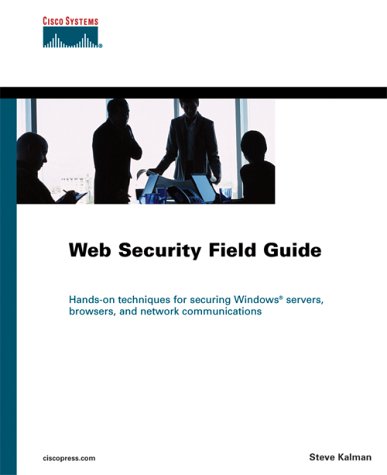 CISCO SYSTEMS
Web Security Field Guide
Hands-on techniques for securing Windows® servers,
browsers, and network communications
ciscopress.com
Steve Kalman